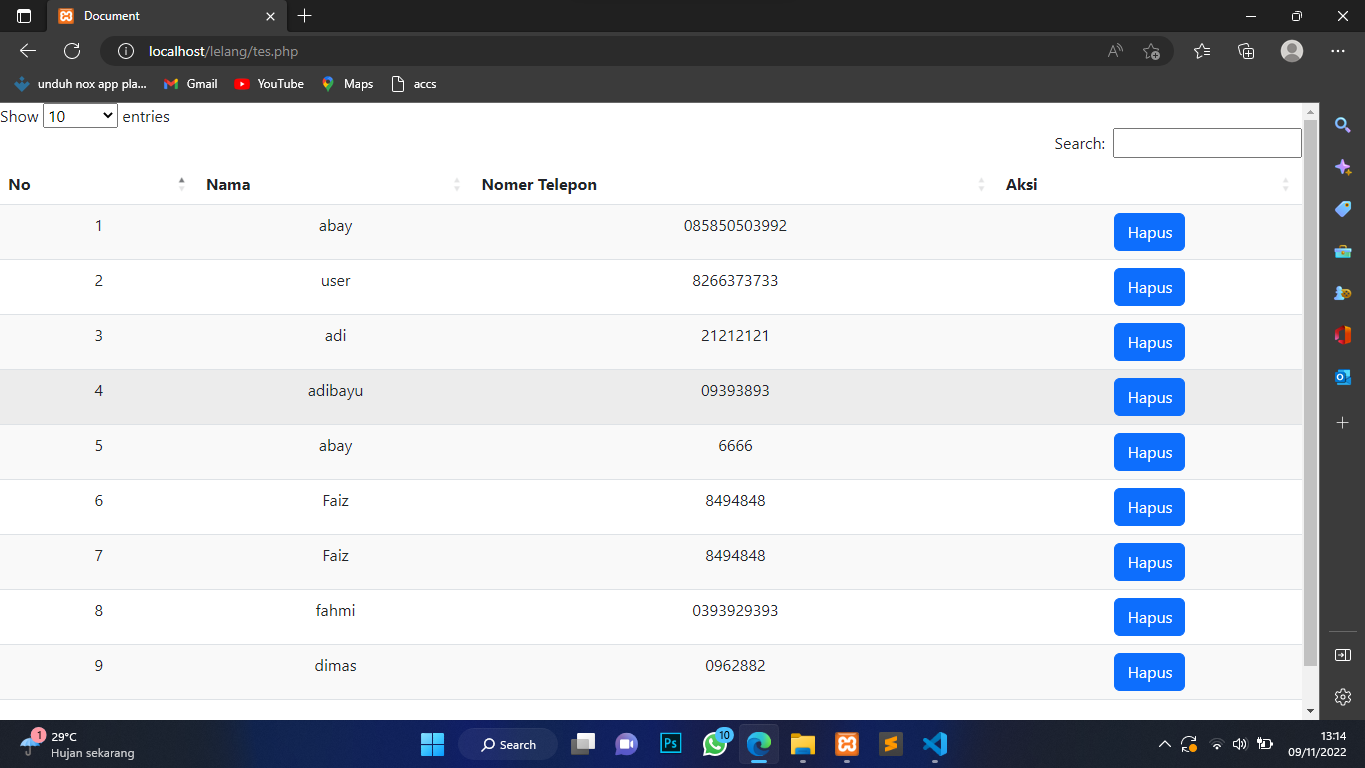 Document
localhost/lelang/tes.php
unduh nox app pla... Gmail YouTube Maps accs
Show 10 entries
Search:
No Nama Nomer Telepon Aksi
1 abay 085850503992 Hapus
2 user 8266373733 Hapus
3 adi 21212121 Hapus
4 adibayu 09393893 Hapus
5 abay 6666 Hapus
6 Faiz 8494848 Hapus
7 Faiz 8494848 Hapus
8 fahmi 0393929393 Hapus
9 dimas 0962882 Hapus
1 29°C
Hujan sekarang
Search
Ps
10
13:14
09/11/2022